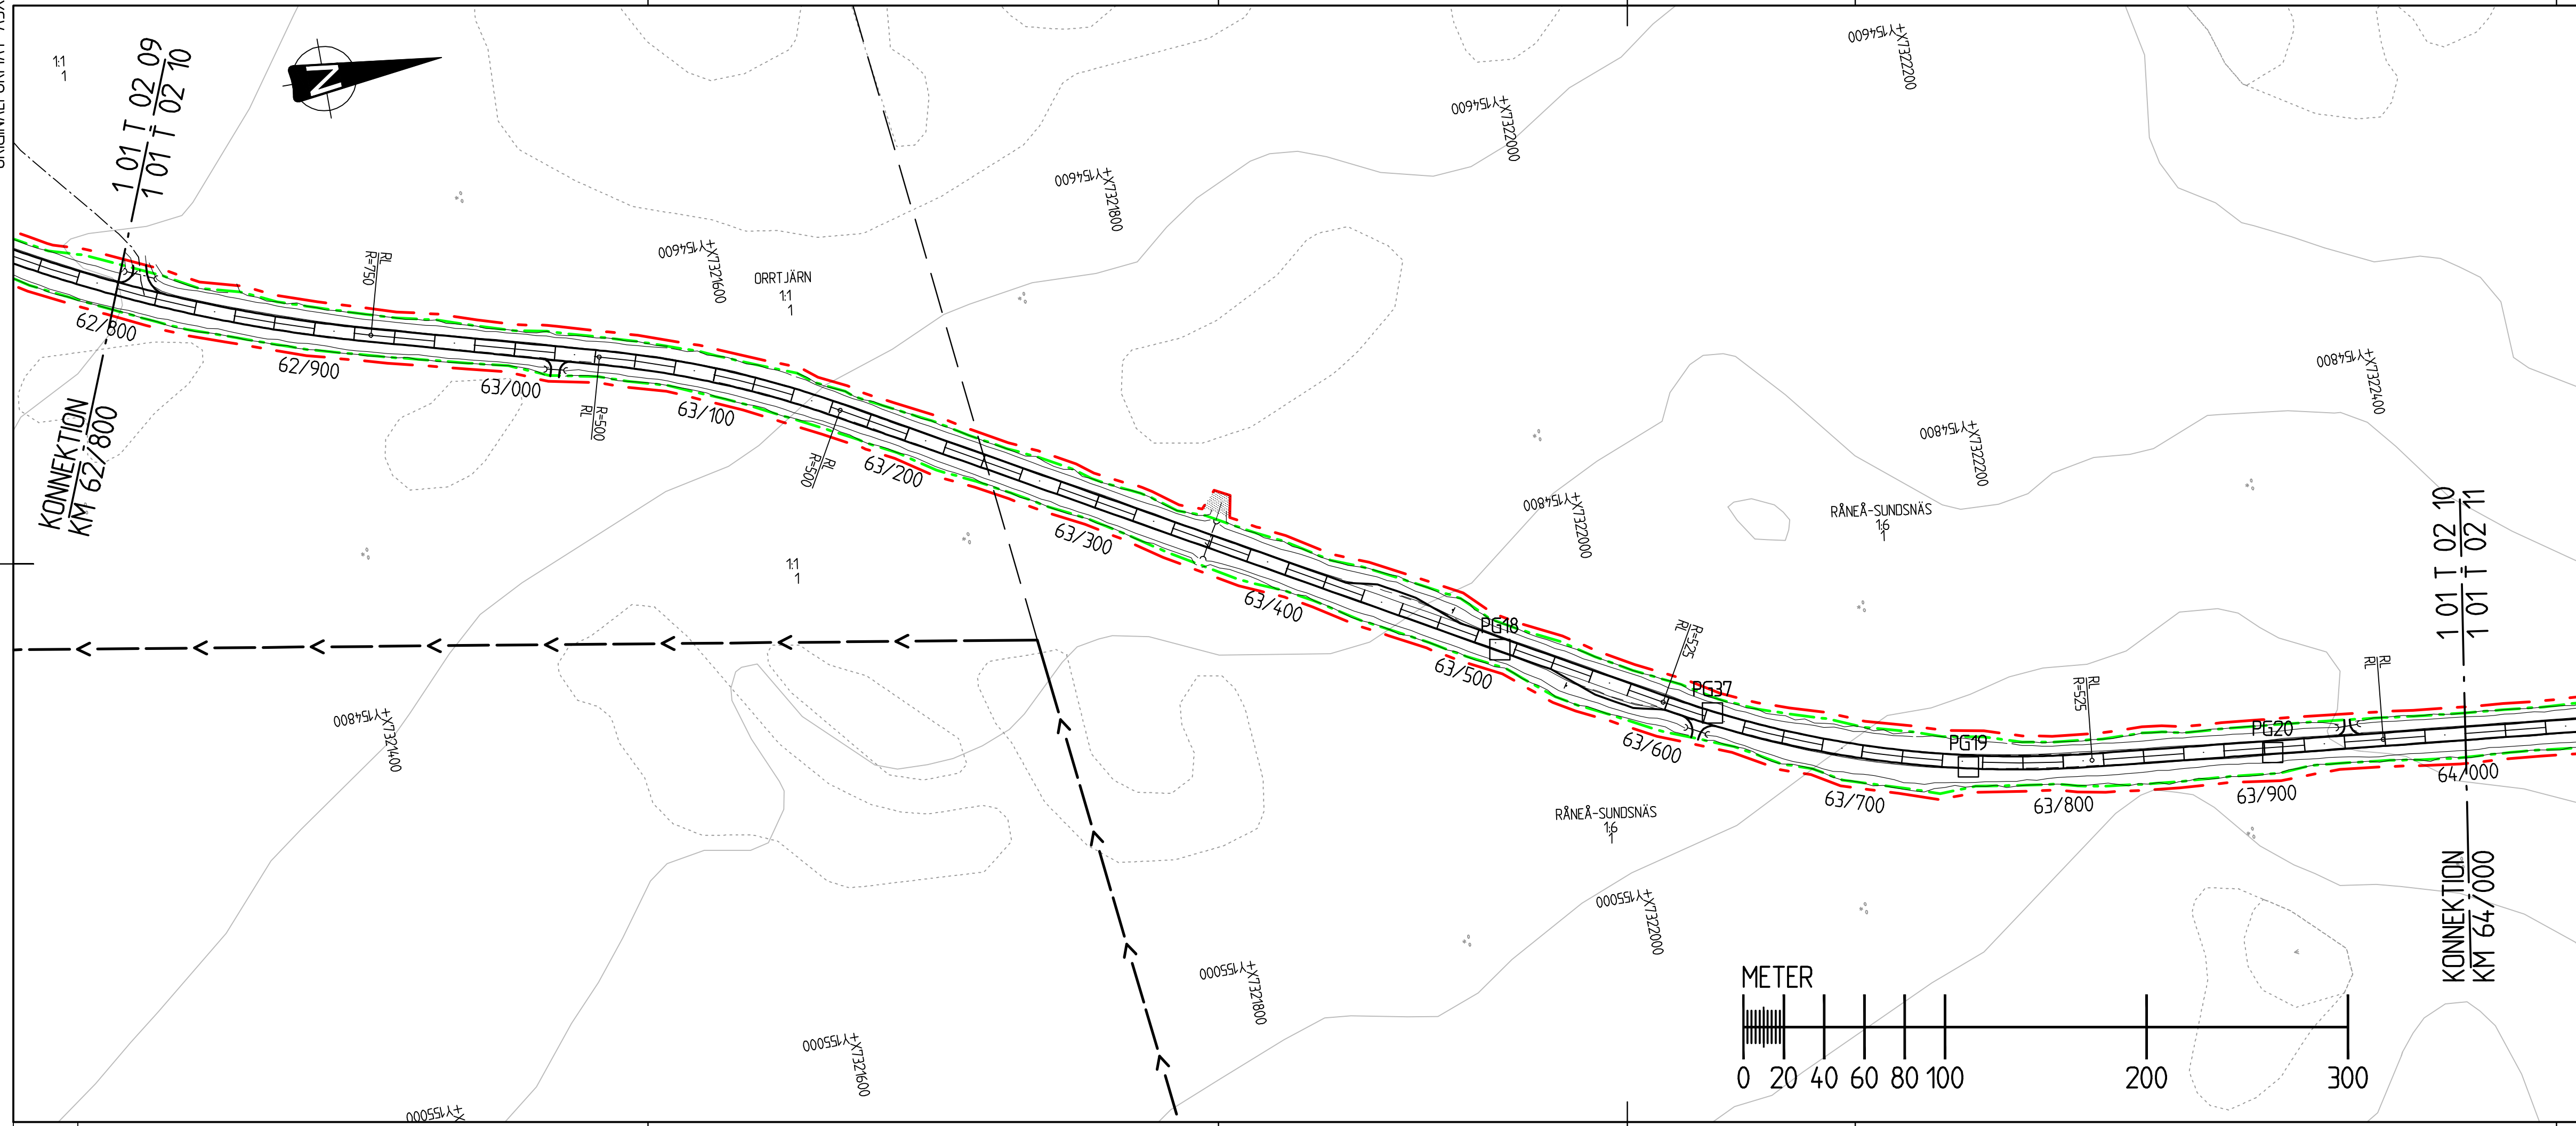 1:1
1
1 01 T 02 09
1 01 T 02 10
N
+Y154600
+X7321600
+Y154600
+X7321800
+Y154600
+X7322000
+Y154600
+X7322200
ORRTJÄRN
1:1
1
RL
R=750
62/800
62/900
63/000
63/100
63/200
63/300
63/400
63/500
63/600
63/700
63/800
63/900
64/000
R=500
RL
RL
R=500
KONNEKTION
KM 62/800
1:1
1
PG18
R=525
RL
PG37
PG19
RL
R=525
PG20
RL
RL
+Y154800
+X7321400
+Y154800
+X7322000
+Y154800
+X7322200
+Y154800
+X7322400
RÅNEÅ-SUNDSNÄS
1:6
1
RÅNEÅ-SUNDSNÄS
1:6
1
1 01 T 02 10
1 01 T 02 11
KONNEKTION
KM 64/000
+Y155000
+X7322000
+Y155000
+X7321800
+Y155000
+X7321600
+Y155000
METER
0 20 40 60 80 100 200 300